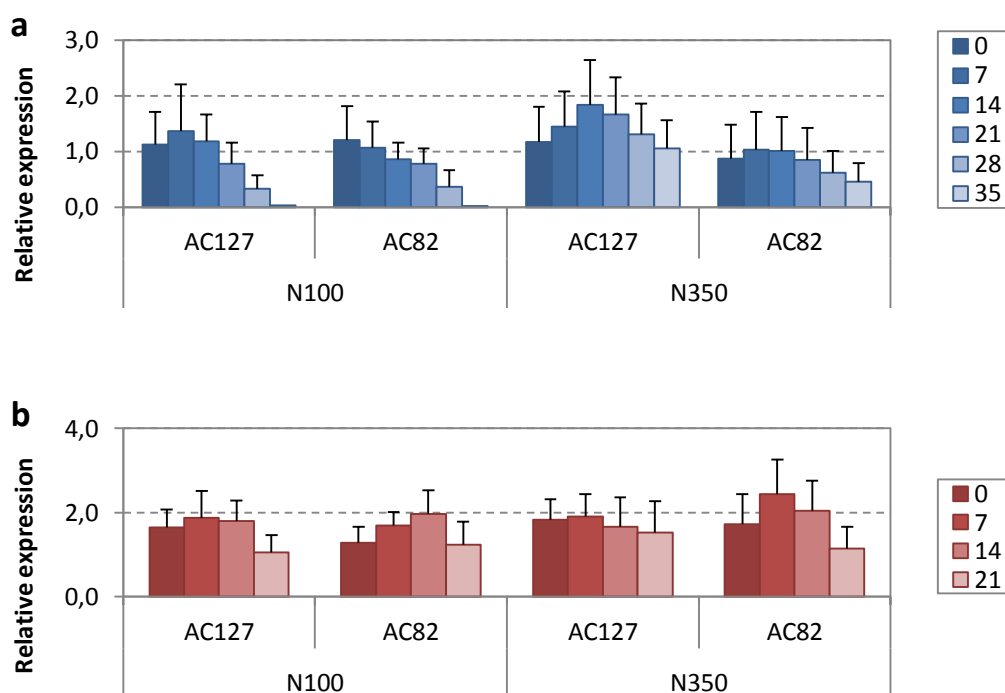 a
Relative expression
3,0
2,0
1,0
0,0
AC127 AC82 AC127 AC82
N100 N350
0
7
14
21
28
35
b
Relative expression
4,0
2,0
0,0
AC127 AC82 AC127 AC82
N100 N350
0
7
14
21